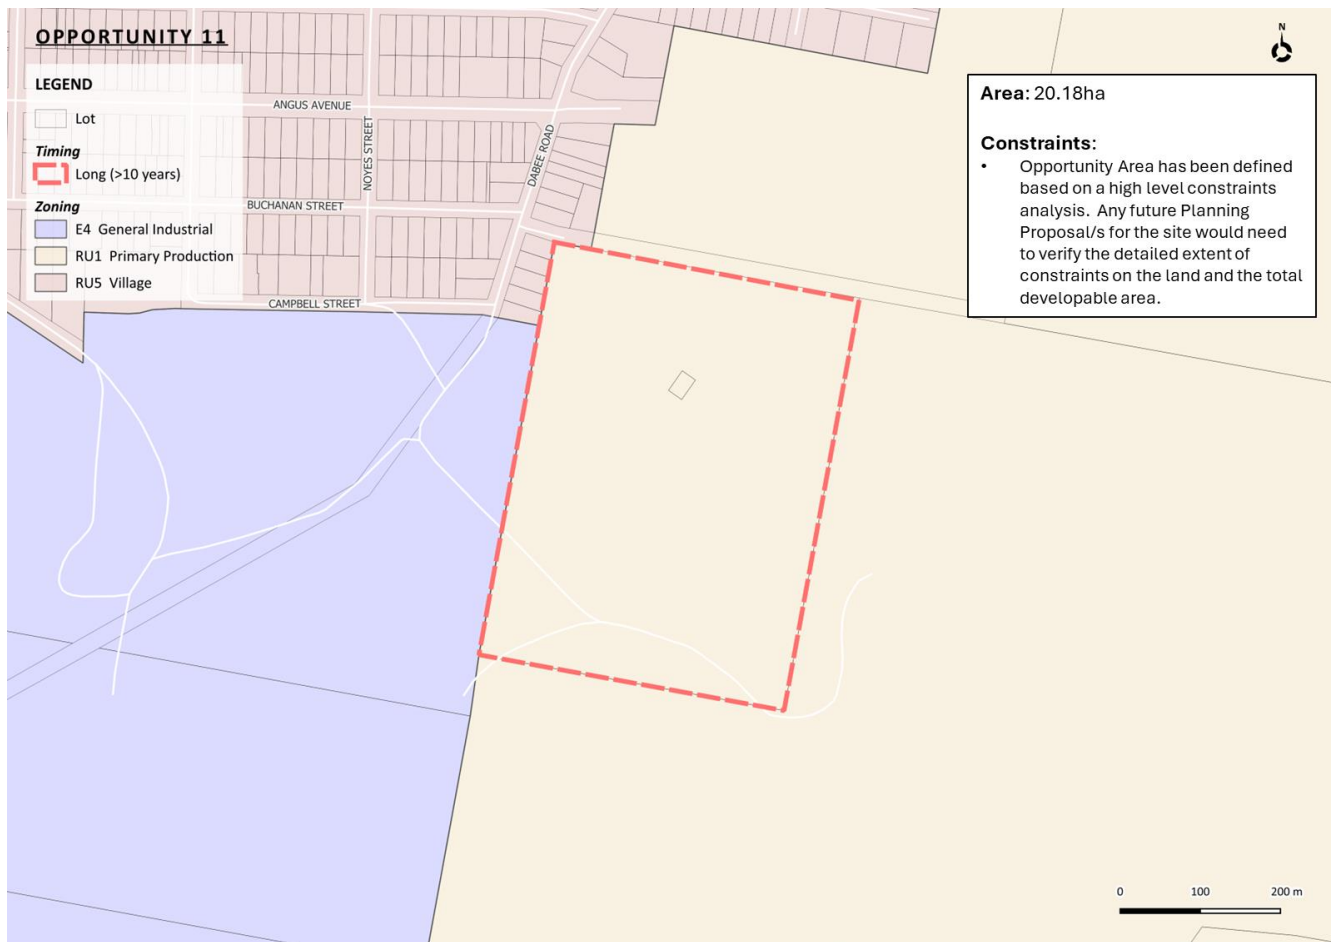 OPPORTUNITY 11
LEGEND
Lot
Timing
Long (>10 years)
Zoning
E4 General Industrial
RU1 Primary Production
RU5 Village
ANGUS AVENUE
NOYES STREET
DABEE ROAD
BUCHANAN STREET
CAMPBELL STREET
N
Area: 20.18ha
Constraints:
• Opportunity Area has been defined
based on a high level constraints
analysis. Any future Planning
Proposal/s for the site would need
to verify the detailed extent of
constraints on the land and the total
developable area.
0 100 200 m